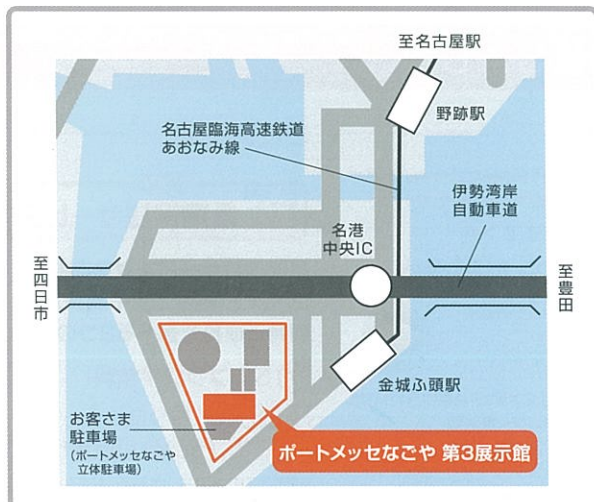 至名古屋駅
野跡駅
名古屋臨海高速鉄道
あおなみ線
伊勢湾岸
自動車道
名港
中央IC
至四日市
至豊田
金城ふ頭駅
お客さま
駐車場
(ポートメッセなごや
立体駐車場)
ポートメッセなごや 第3展示館